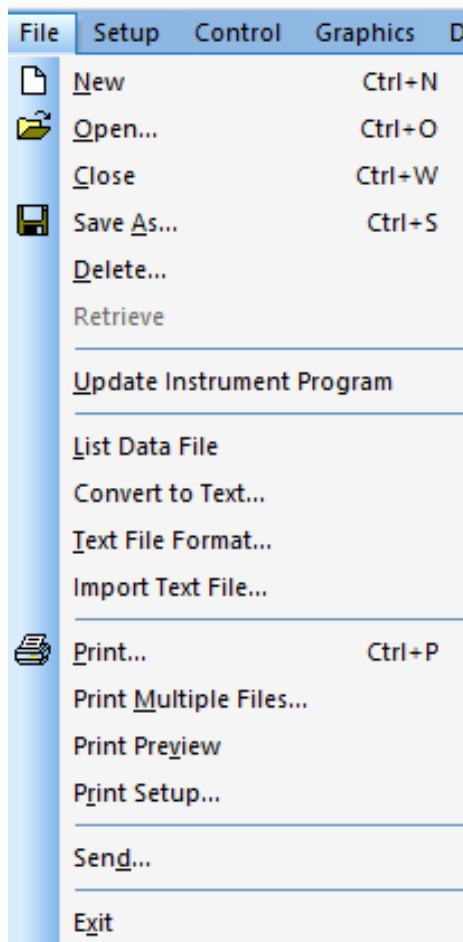 File Setup Control Graphics D
New Ctrl+N
Open... Ctrl+O
Close Ctrl+W
Save As... Ctrl+S
Delete...
Retrieve
Update Instrument Program
List Data File
Convert to Text...
Text File Format...
Import Text File...
Print... Ctrl+P
Print Multiple Files...
Print Preview
Print Setup...
Send...
Exit